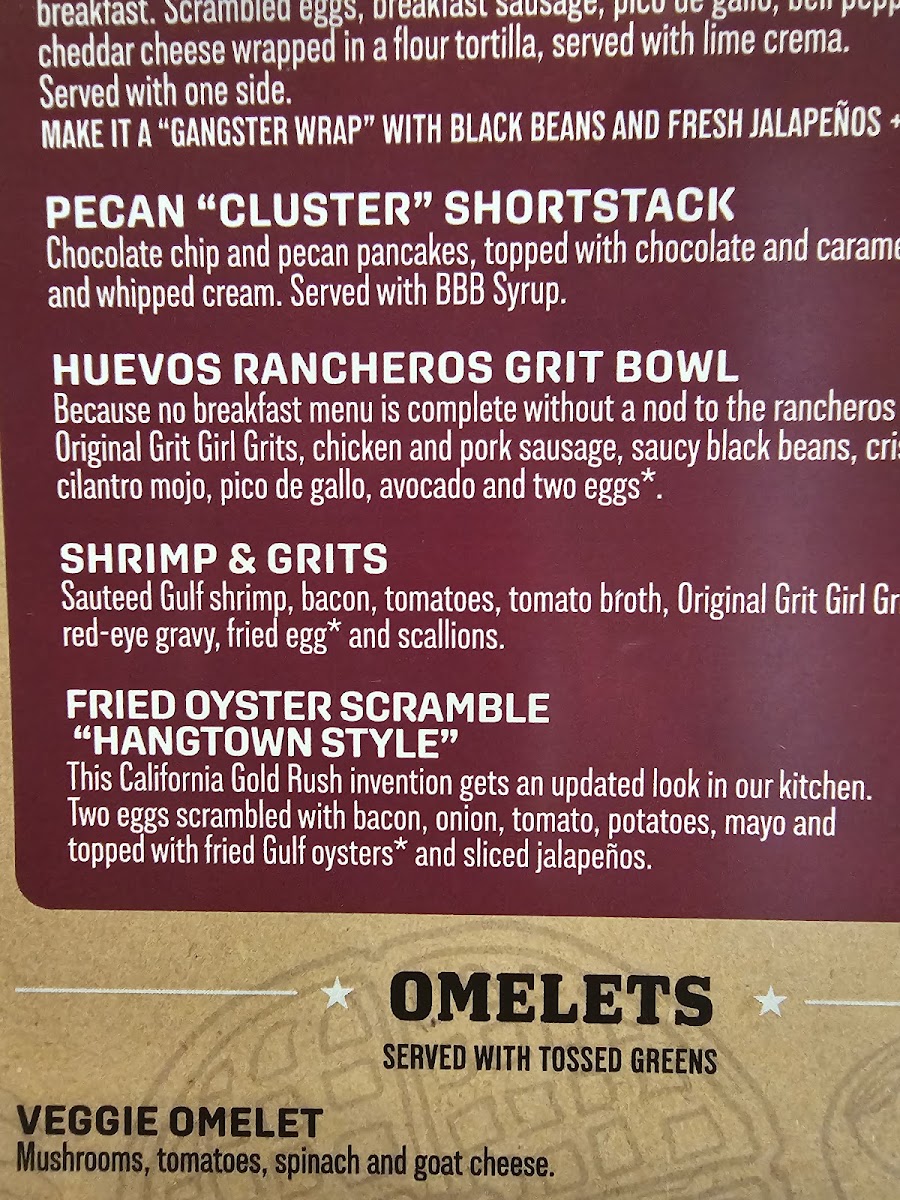 breakfast. Scrambled eggs, breakfast sausage, pico de gallo, bell
cheddar cheese wrapped in a flour tortilla, served with lime crema.
Served with one side.
MAKE IT A “GANGSTER WRAP” WITH BLACK BEANS AND FRESH JALAPEÑOS +
PECAN “CLUSTER” SHORTSTACK
Chocolate chip and pecan pancakes, topped with chocolate and
and whipped cream. Served with BBB Syrup.
HUEVOS RANCHEROS GRIT BOWL
Because no breakfast menu is complete without a nod to the rancheros
Original Grit Girl Grits, chicken and pork sausage, saucy black beans,
cilantro mojo, pico de gallo, avocado and two eggs*.
SHRIMP & GRITS
Sauteed Gulf shrimp, bacon, tomatoes, tomato broth, Original Grit Girl
red-eye gravy, fried egg* and scallions.
FRIED OYSTER SCRAMBLE
“HANGTOWN STYLE”
This California Gold Rush invention gets an updated look in our kitchen.
Two eggs scrambled with bacon, onion, tomato, potatoes, mayo and
topped with fried Gulf oysters* and sliced jalapeños.
OMELETS
SERVED WITH TOSSED GREENS
VEGGIE OMELET
Mushrooms, tomatoes, spinach and goat cheese.